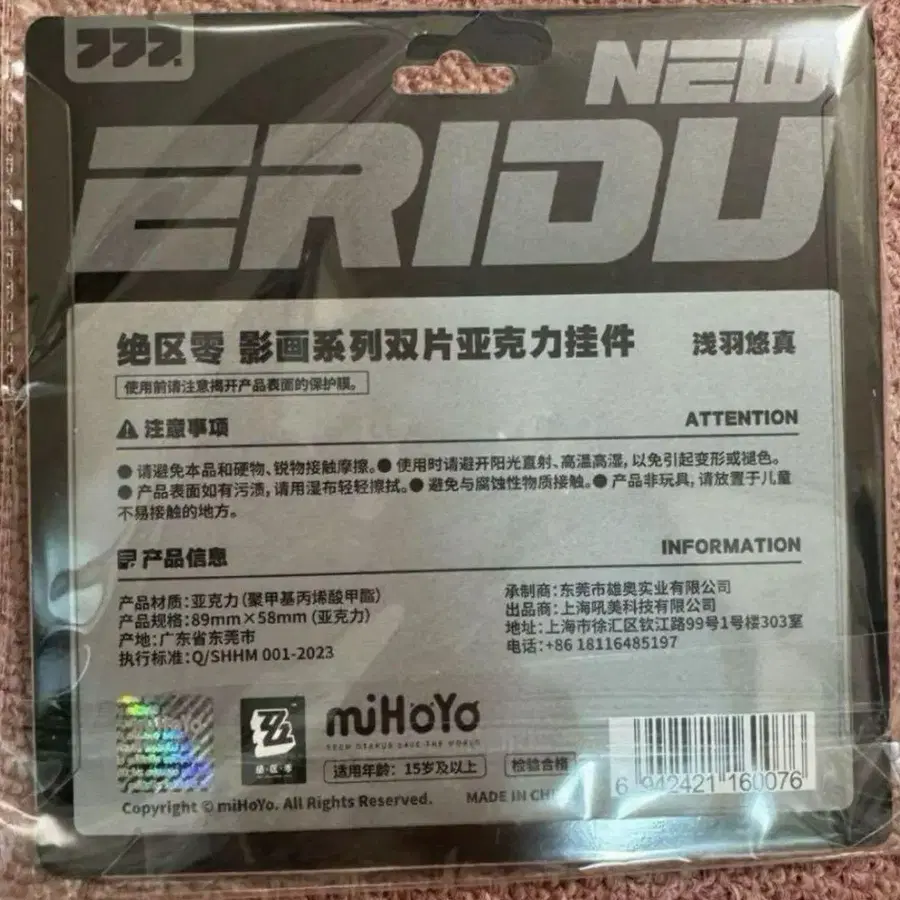 ZZZ.
NEW
ERIDU
绝区零 影画系列双片亚克力挂件 浅羽悠真
使用前请注意揭开产品表面的保护膜。
注意事项 ATTENTION
● 请避免本品和硬物、锐物接触摩擦。● 使用时请避开阳光直射、高温高湿，以免引起变形或褪色。
● 产品表面如有污渍，请用湿布轻轻擦拭。● 避免与腐蚀性物质接触。● 产品非玩具，请放置于儿童
不易接触的地方。
产品信息 INFORMATION
产品材质：亚克力（聚甲基丙烯酸甲酯）
产品规格：89mm×58mm（亚克力）
产地：广东省东莞市
执行标准：Q/SHHM 001-2023
承制商：东莞市雄奥实业有限公司
出品商：上海吼美科技有限公司
地址：上海市徐汇区钦江路99号1号楼303室
电话：+86 18116485197
绝·区·零
miHoYo
TECH OTAKUS SAVE THE WORLD
适用年龄：15岁及以上
检验合格
6 942421 160076
Copyright © miHoYo. All Rights Reserved.
MADE IN